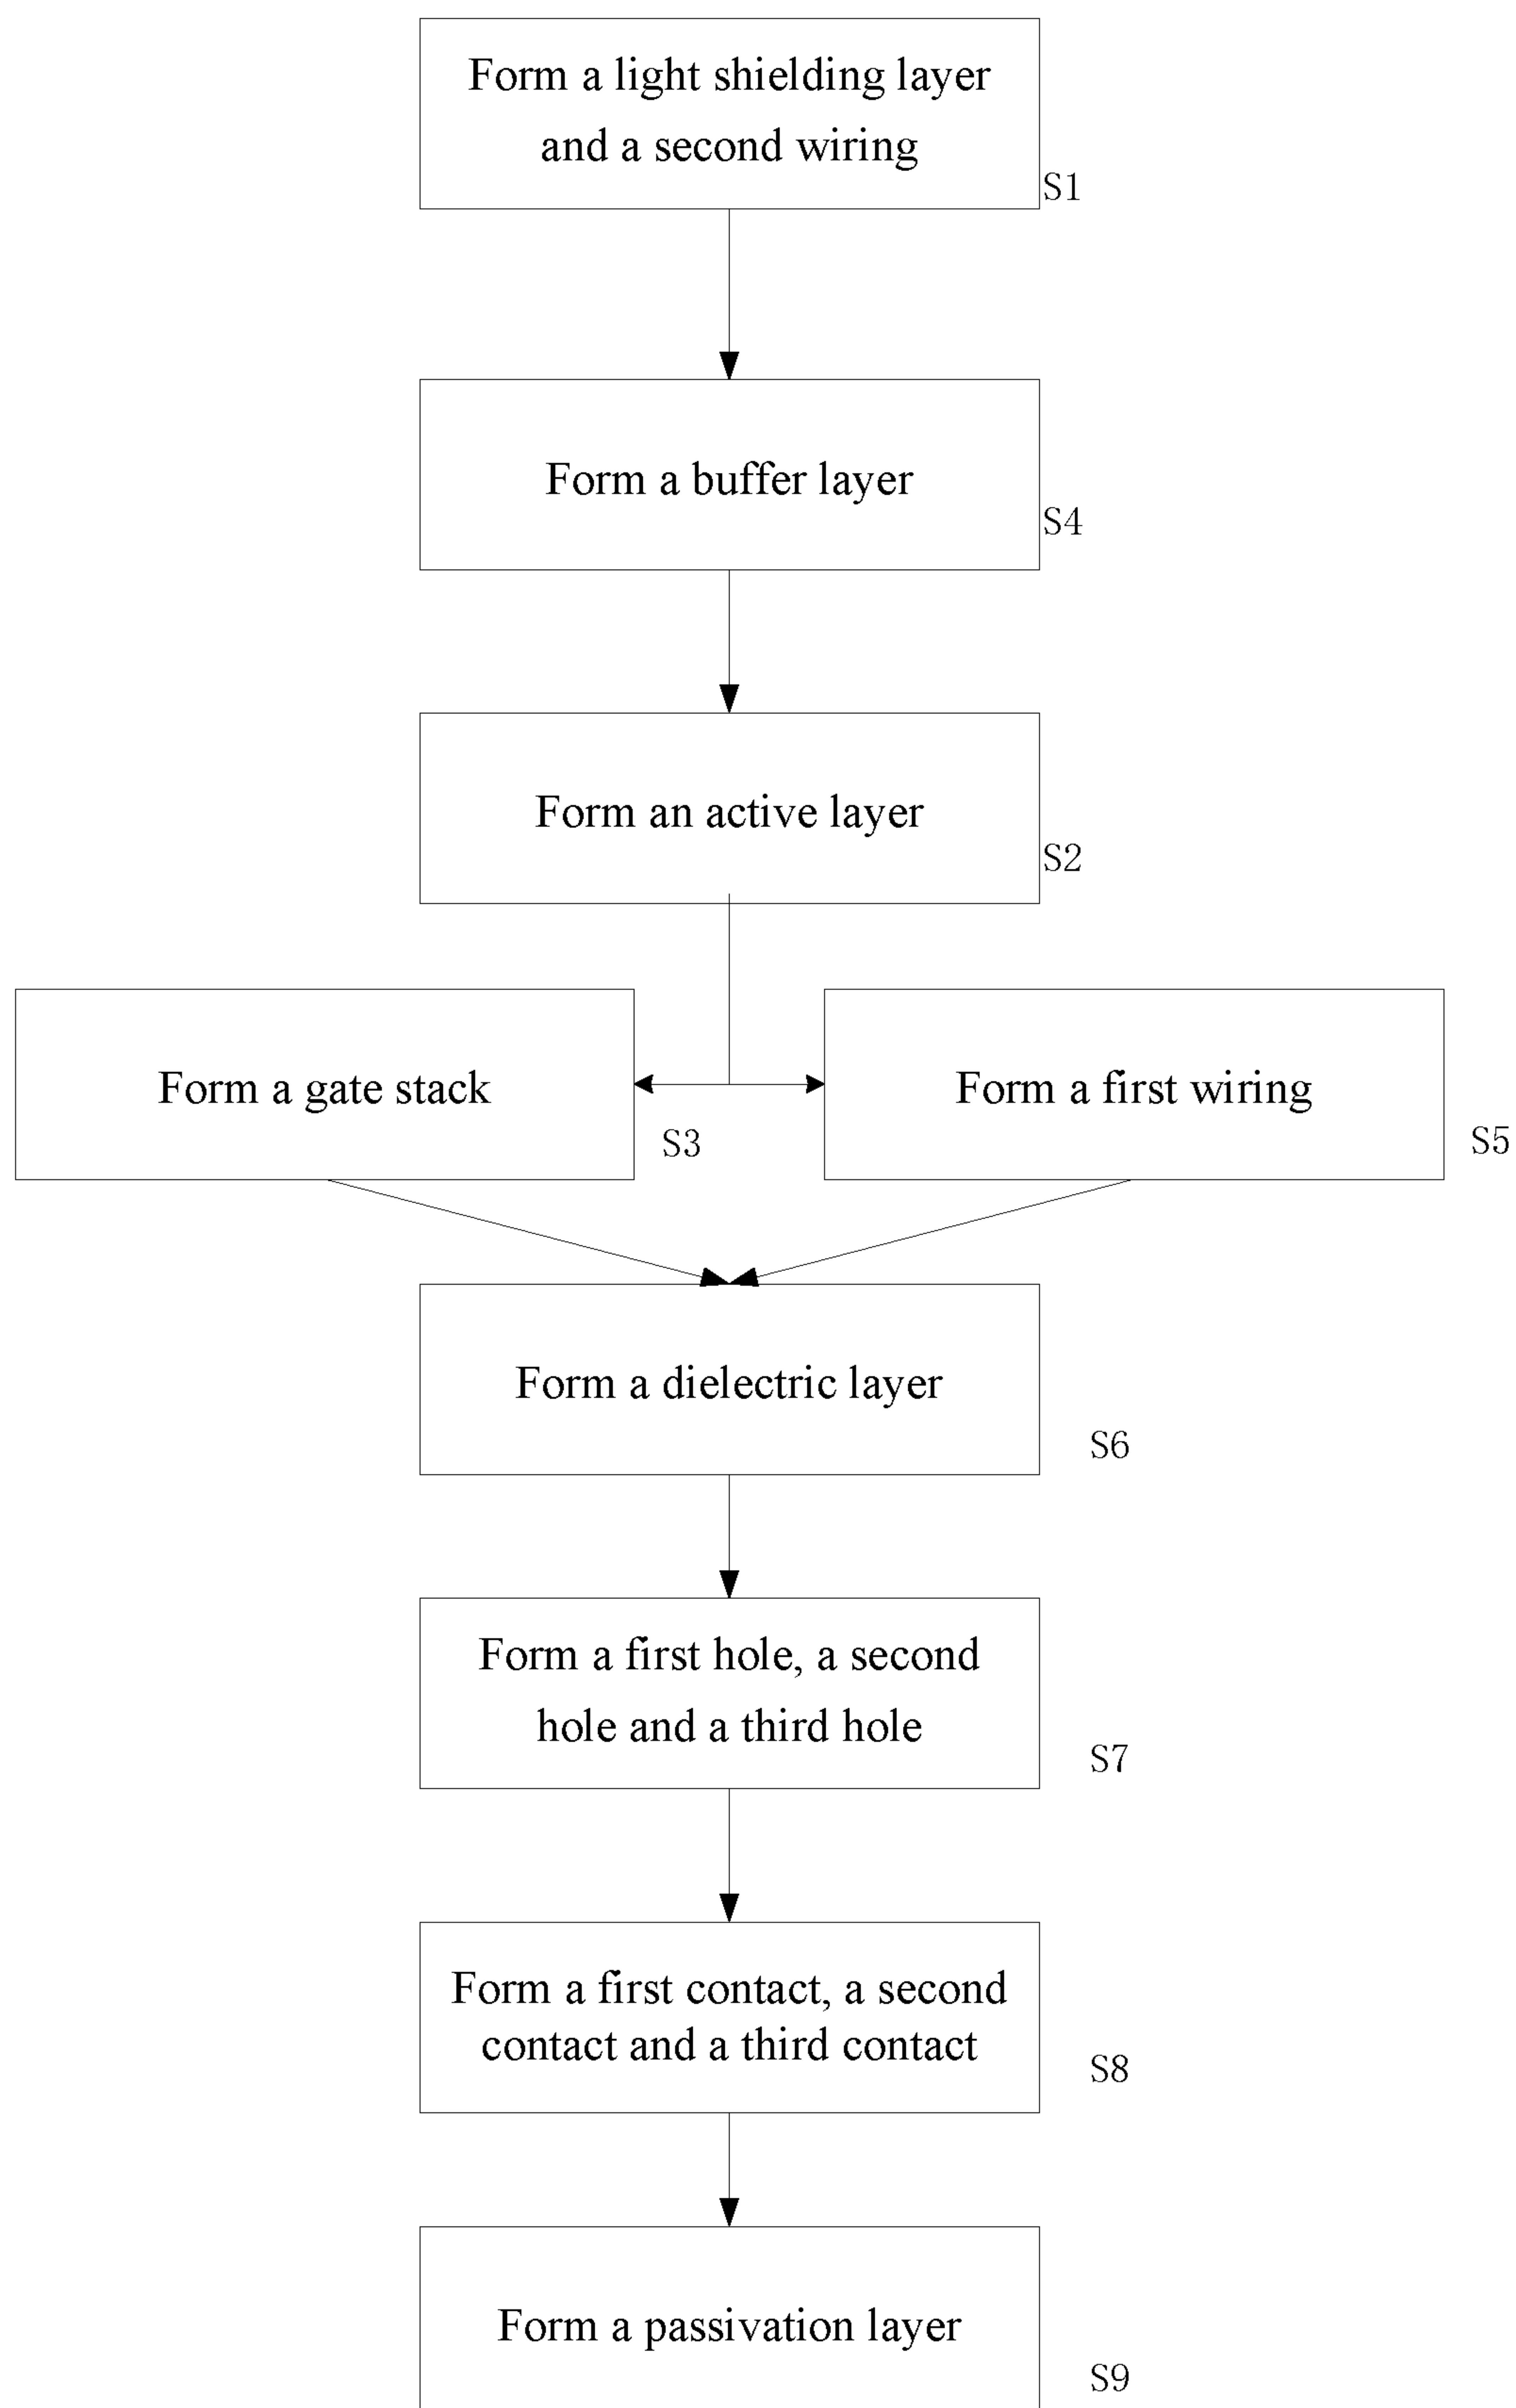 Form a light shielding layer
and a second wiring
S1
Form a buffer layer
S4
Form an active layer
S2
Form a gate stack
S3
Form a first wiring
S5
Form a dielectric layer
S6
Form a first hole, a second
hole and a third hole
S7
Form a first contact, a second
contact and a third contact
S8
Form a passivation layer
S9